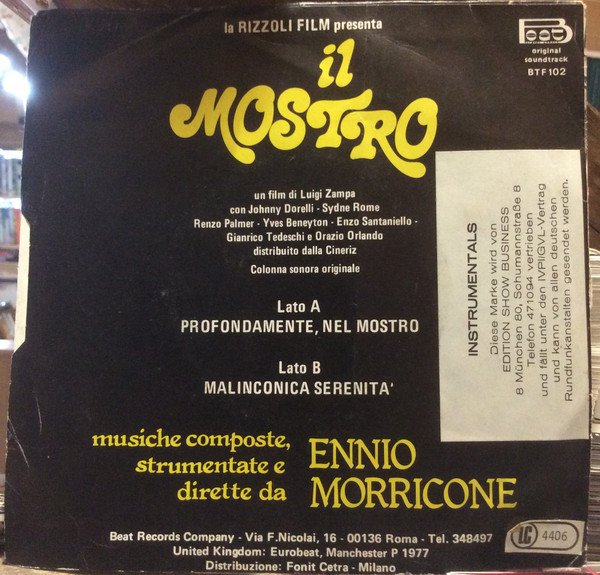 la RIZZOLI FILM presenta
Beat
original
soundtrack
BTF 102
il
MOSTRO
un film di Luigi Zampa
con Johnny Dorelli - Sydne Rome
Renzo Palmer - Yves Beneyton - Enzo Santaniello -
Gianrico Tedeschi e Orazio Orlando
distribuito dalla Cineriz
Colonna sonora originale
Lato A
PROFONDAMENTE, NEL MOSTRO
Lato B
MALINCONICA SERENITA'
INSTRUMENTALS
Diese Marke wird von
EDITION SHOW BUSINESS
8 München 80, Schumannstraße 8
Telefon 471094 vertrieben
und fällt unter den IVPI/GVL-Vertrag
und kann von allen deutschen
Rundfunkanstalten gesendet werden.
musiche composte,
strumentate e
dirette da
ENNIO
MORRICONE
Beat Records Company - Via F.Nicolai, 16 - 00136 Roma - Tel. 348497
United Kingdom: Eurobeat, Manchester P 1977
Distribuzione: Fonit Cetra - Milano
LC 4406